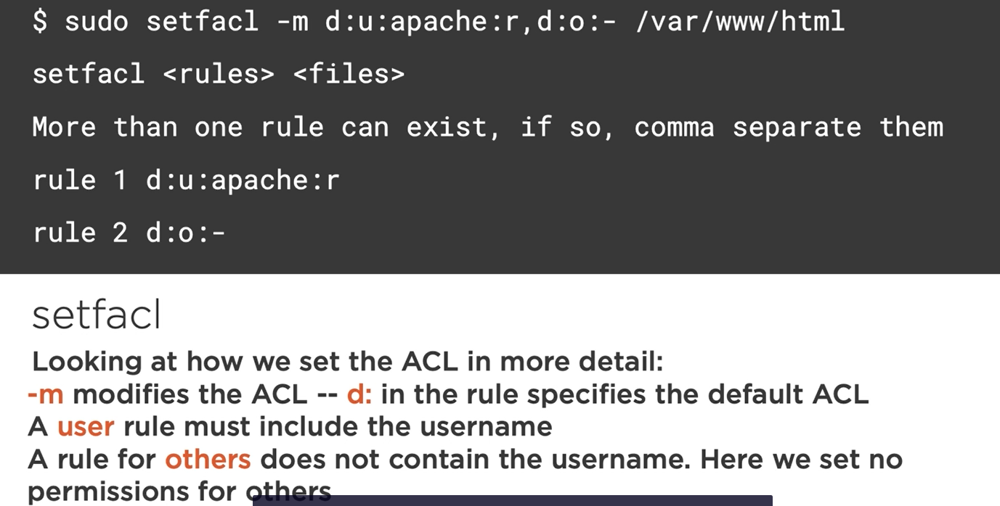 $ sudo setfacl -m d:u:apache:r,d:o:- /var/www/html
setfacl <rules> <files>
More than one rule can exist, if so, comma separate them
rule 1 d:u:apache:r
rule 2 d:o:-
setfacl
Looking at how we set the ACL in more detail:
-m modifies the ACL -- d: in the rule specifies the default ACL
A user rule must include the username
A rule for others does not contain the username. Here we set no
permissions for others